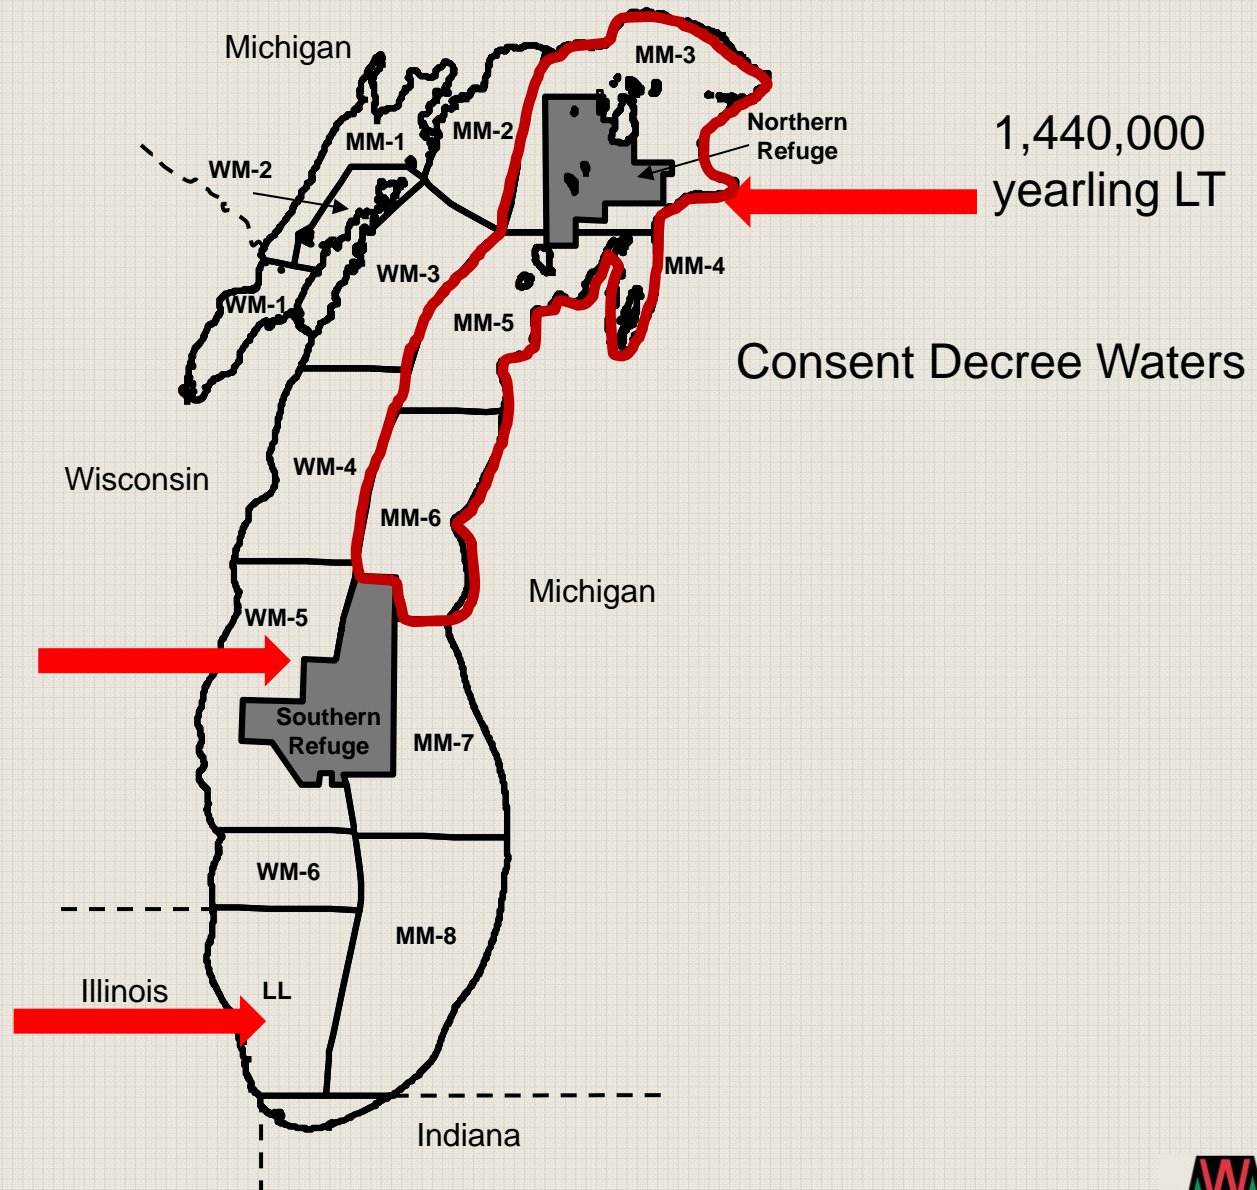 Michigan
MM-3
MM-2
MM-1
Northern
Refuge
1,440,000
yearling LT
WM-2
MM-4
WM-3
WM-1
MM-5
Consent Decree Waters
WM-4
Wisconsin
MM-6
Michigan
WM-5
Southern
Refuge
MM-7
WM-6
MM-8
Illinois
LL
Indiana
W